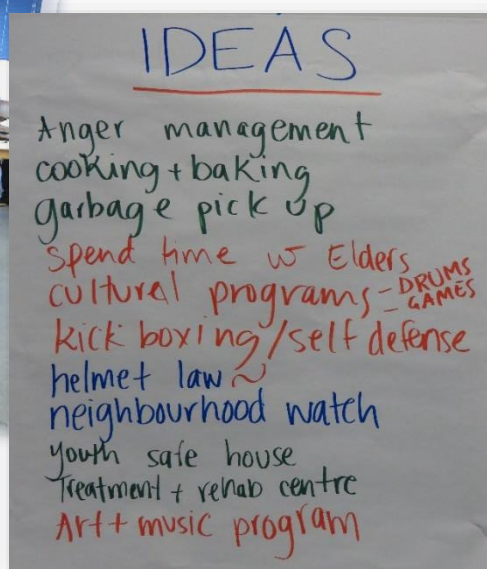 IDEAS
Anger management
cooking + baking
garbage pick up
spend time w Elders
cultural programs - DRUMS
- GAMES
kick boxing/self defense
helmet law ~
neighbourhood watch
youth safe house
Treatment + rehab centre
Art + music program